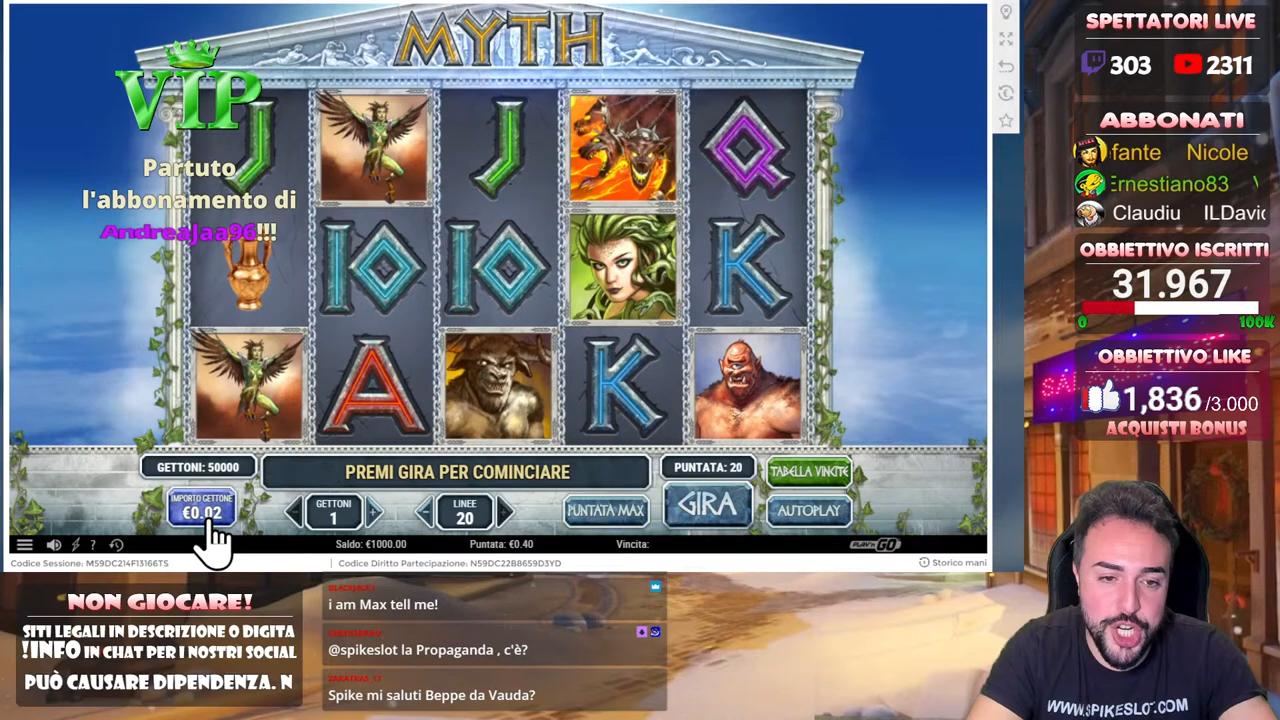 MYTH
VIP
Partuto
l'abbonamento di
AndreaJaa96!!!
J
J
Q
10
10
K
A
K
GETTONI: 50000
PREMI GIRA PER COMINCIARE
PUNTATA: 20
TABELLA VINCITE
IMPORTO GETTONE
€0.02
GETTONI
1
LINEE
20
PUNTATA MAX
GIRA
AUTOPLAY
Saldo: €1000.00
Puntata: €0.40
Vincita:
PLAY'n GO
Codice Sessione: M59DC214F13166TS
Codice Diritto Partecipazione: N59DC22B8659D3YD
Storico mani
SPETTATORI LIVE
303
2311
ABBONATI
fante Nicole
Ernestiano83
Claudiu ILDavid
OBBIETTIVO ISCRITTI
31.967
0
100K
OBBIETTIVO LIKE
1,836 /3.000
ACQUISTI BONUS
NON GIOCARE!
SITI LEGALI IN DESCRIZIONE O DIGITA
!INFO IN CHAT PER I NOSTRI SOCIAL
PUÒ CAUSARE DIPENDENZA. N
i am Max tell me!
@spikeslot la Propaganda , c'è?
Spike mi saluti Beppe da Vauda?
WWW.SPIKESLOT.COM